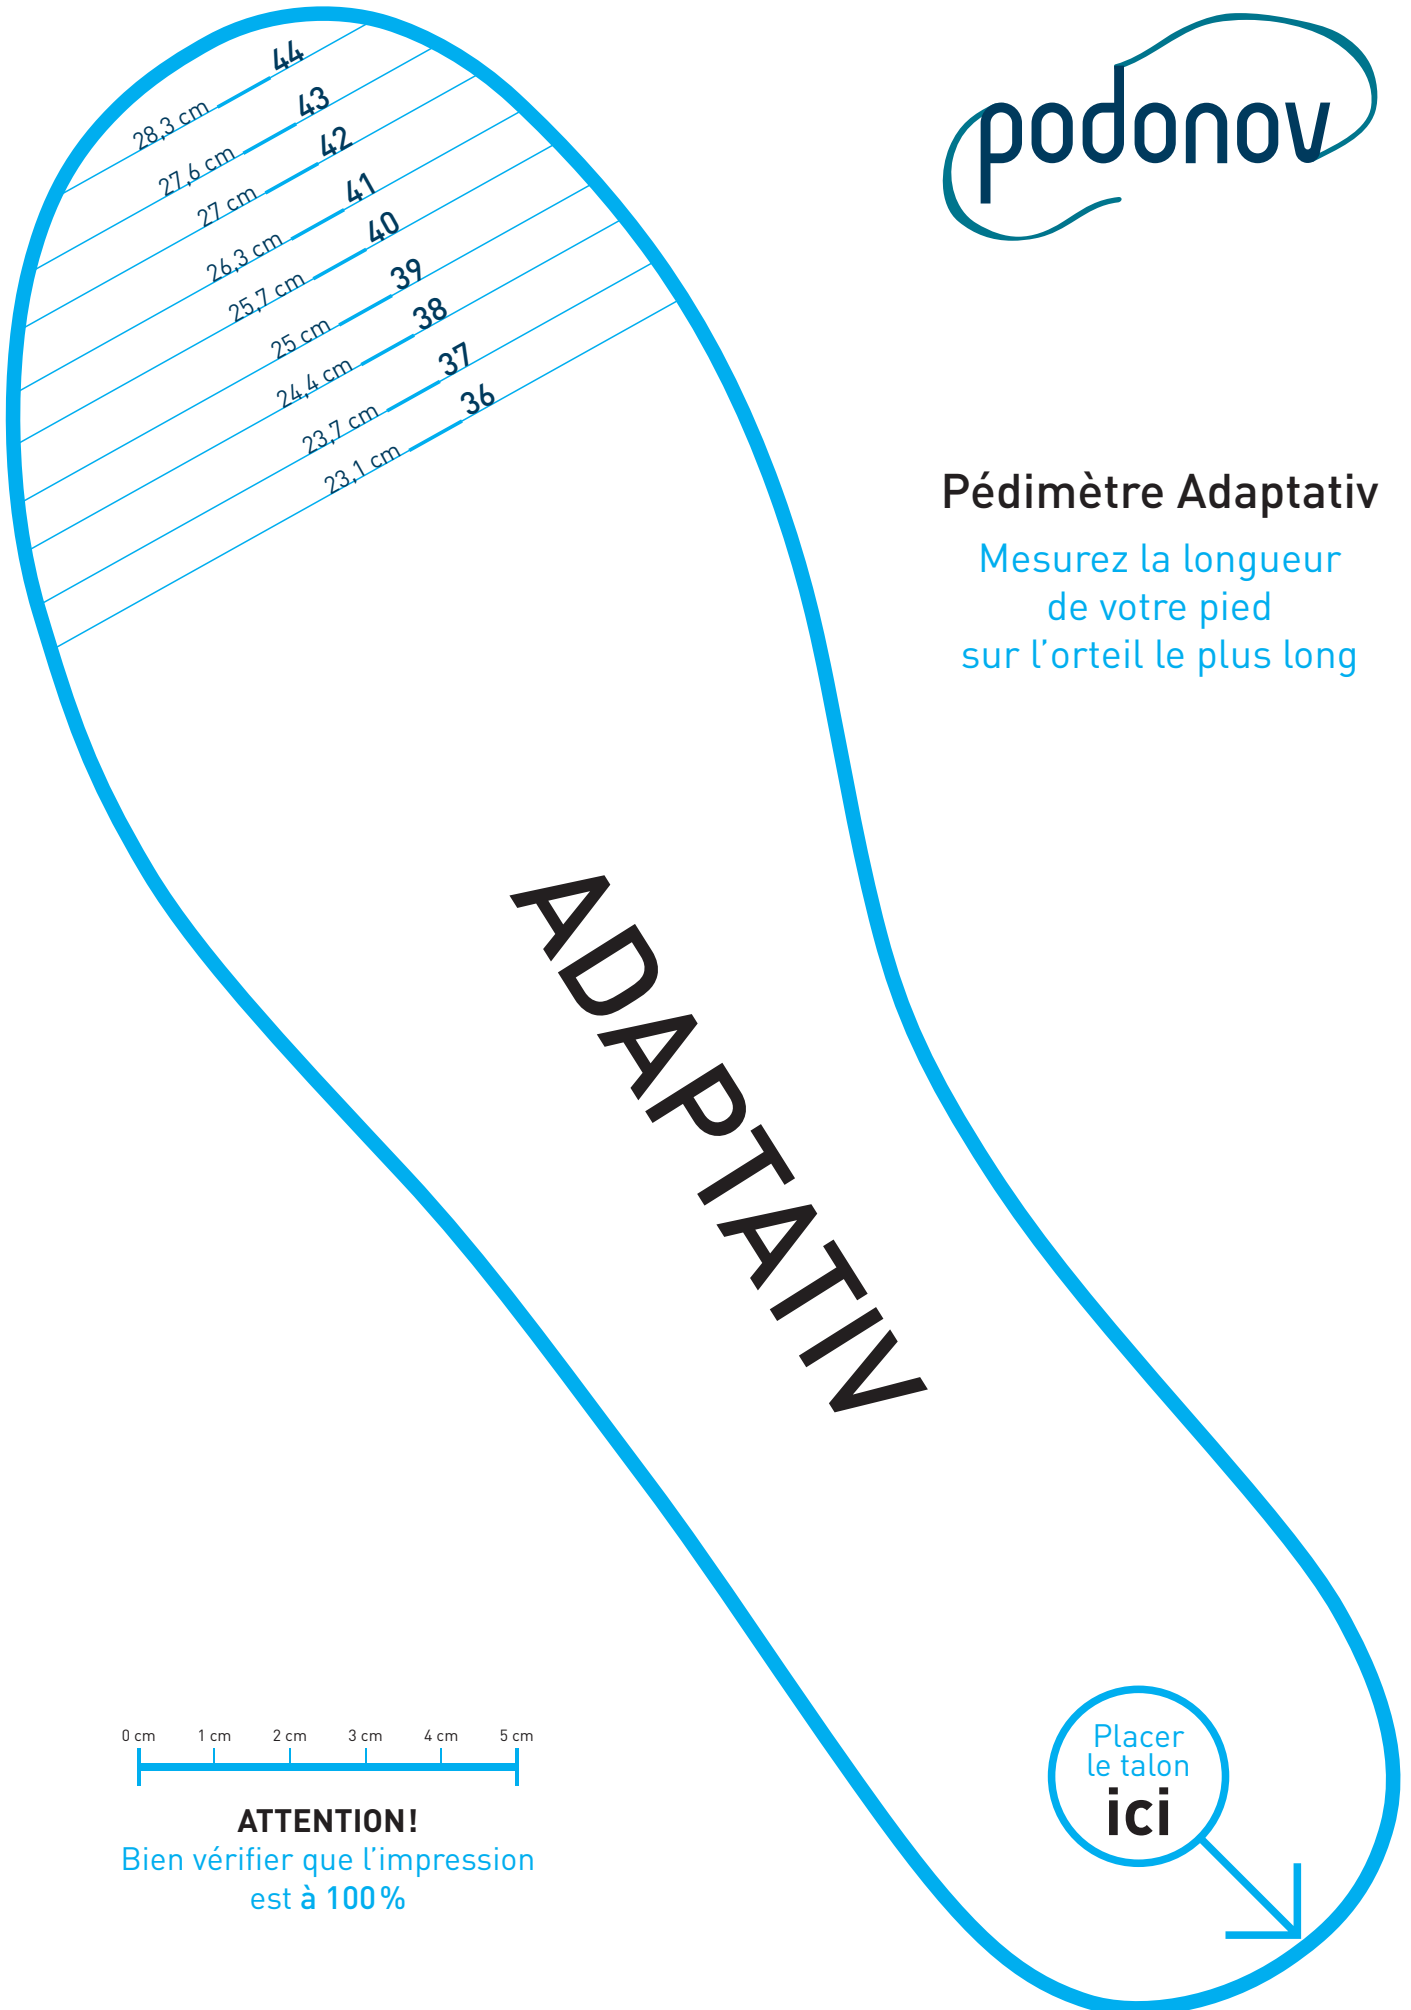 podonov
44
28,3 cm
43
27,6 cm
42
27 cm
41
26,3 cm
40
25,7 cm
39
25 cm
38
24,4 cm
37
23,7 cm
36
23,1 cm
Pédimètre Adaptativ
Mesurez la longueur
de votre pied
sur l’orteil le plus long
ADAPTATIV
Placer
le talon
ici
0 cm 1 cm 2 cm 3 cm 4 cm 5 cm
ATTENTION!
Bien vérifier que l’impression
est à 100%